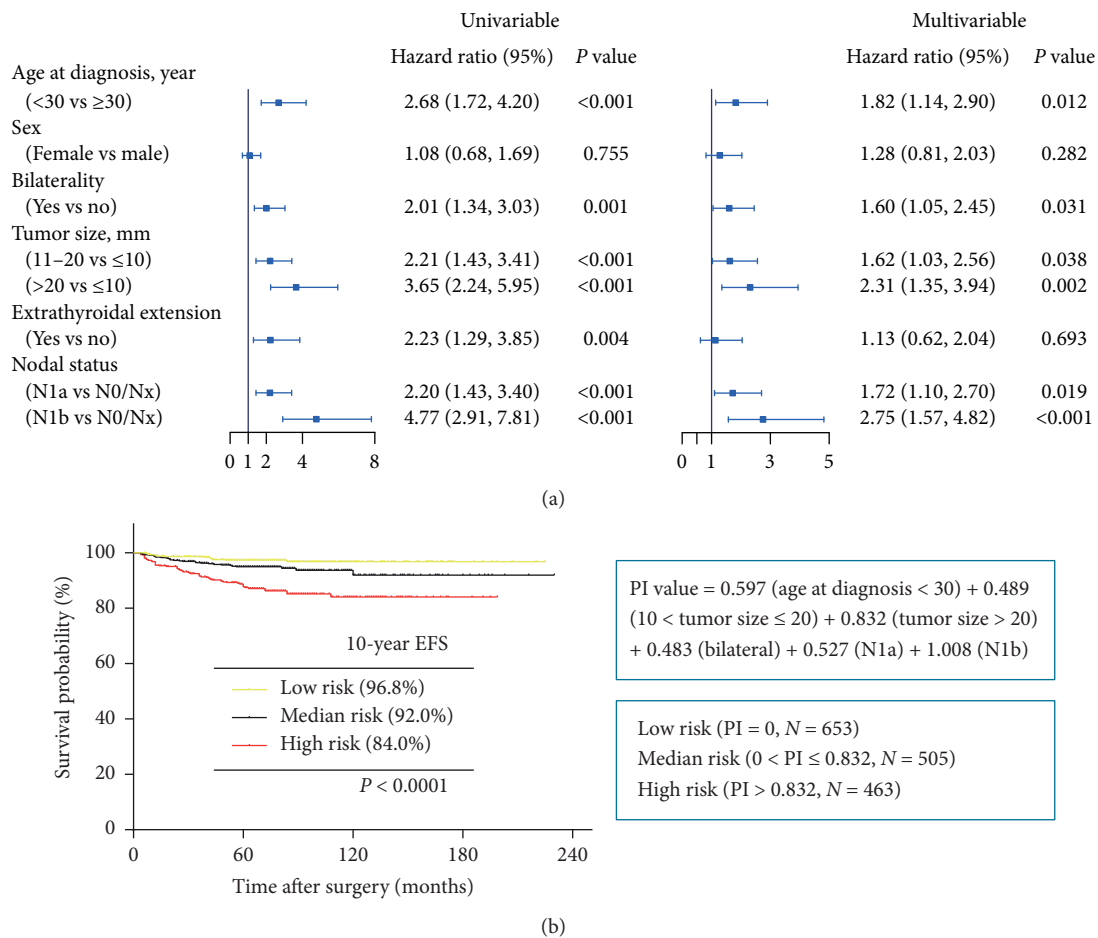 Univariable Multivariable
Hazard ratio (95%) P value Hazard ratio (95%) P value
Age at diagnosis, year
(<30 vs ≥30) 2.68 (1.72, 4.20) <0.001 1.82 (1.14, 2.90) 0.012
Sex
(Female vs male) 1.08 (0.68, 1.69) 0.755 1.28 (0.81, 2.03) 0.282
Bilaterality
(Yes vs no) 2.01 (1.34, 3.03) 0.001 1.60 (1.05, 2.45) 0.031
Tumor size, mm
(11–20 vs ≤10) 2.21 (1.43, 3.41) <0.001 1.62 (1.03, 2.56) 0.038
(>20 vs ≤10) 3.65 (2.24, 5.95) <0.001 2.31 (1.35, 3.94) 0.002
Extrathyroidal extension
(Yes vs no) 2.23 (1.29, 3.85) 0.004 1.13 (0.62, 2.04) 0.693
Nodal status
(N1a vs N0/Nx) 2.20 (1.43, 3.40) <0.001 1.72 (1.10, 2.70) 0.019
(N1b vs N0/Nx) 4.77 (2.91, 7.81) <0.001 2.75 (1.57, 4.82) <0.001
0 1 2 4 8 0 1 3 5
(a)
Survival probability (%)
100
80
60
40
20
0
10-year EFS
Low risk (96.8%)
Median risk (92.0%)
High risk (84.0%)
P < 0.0001
0 60 120 180 240
Time after surgery (months)
PI value = 0.597 (age at diagnosis < 30) + 0.489
(10 < tumor size ≤ 20) + 0.832 (tumor size > 20)
+ 0.483 (bilateral) + 0.527 (N1a) + 1.008 (N1b)
Low risk (PI = 0, N = 653)
Median risk (0 < PI ≤ 0.832, N = 505)
High risk (PI > 0.832, N = 463)
(b)